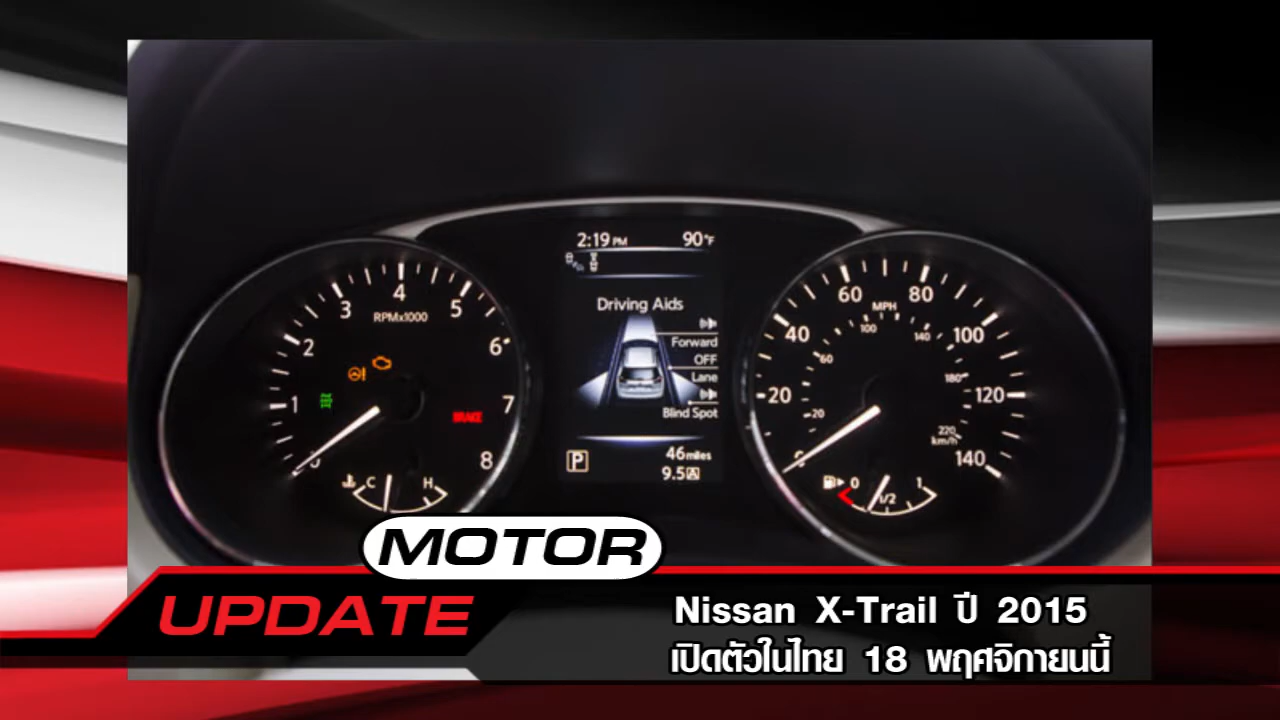 2:19 PM 90°F
Driving Aids
Forward
OFF
Lane
Blind Spot
P 46 miles
9.5 A
1 2 3 4 5 6 7 8
RPMx1000
BRAKE
C H
0 20 40 60 80 100 120 140
MPH
20 60 100 140 180 220
km/h
0 1/2 1
MOTOR
UPDATE
Nissan X-Trail ปี 2015
เปิดตัวในไทย 18 พฤศจิกายนนี้